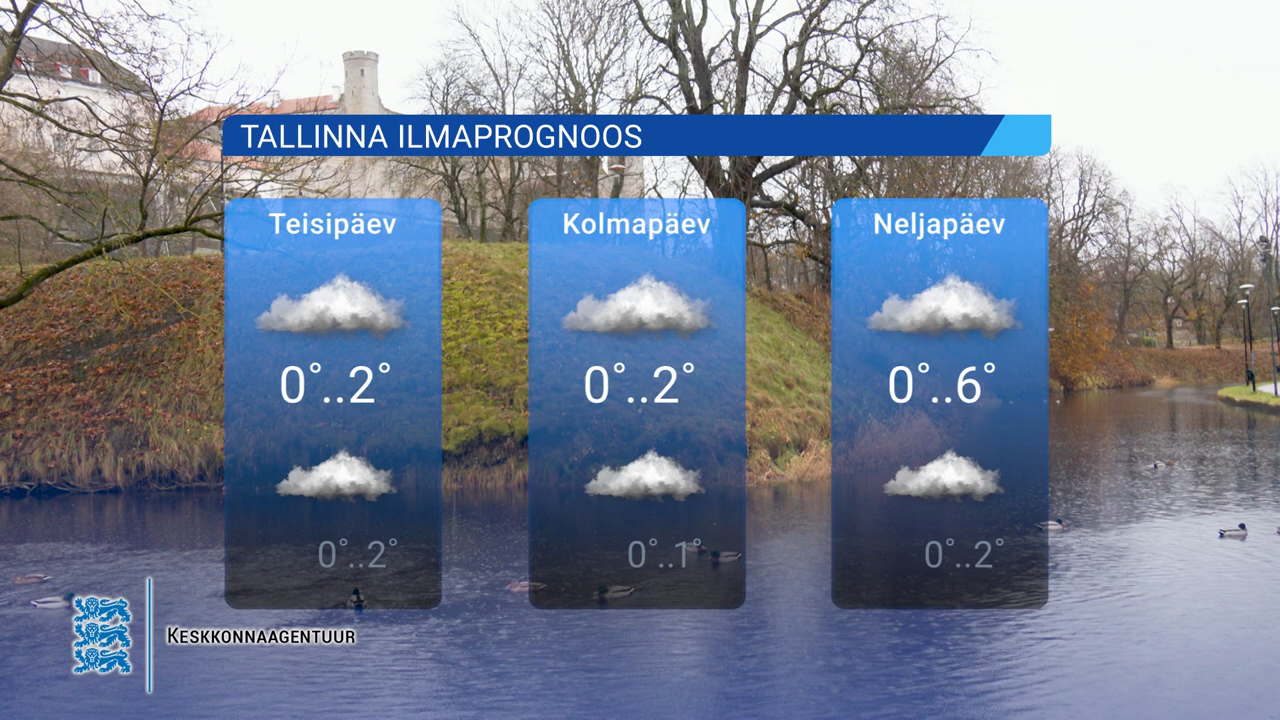 TALLINNA ILMAPROGNOOS
Teisipäev
0°..2°
0°..2°
Kolmapäev
0°..2°
0°..1°
Neljapäev
0°..6°
0°..2°
KESKKONNAAGENTUUR